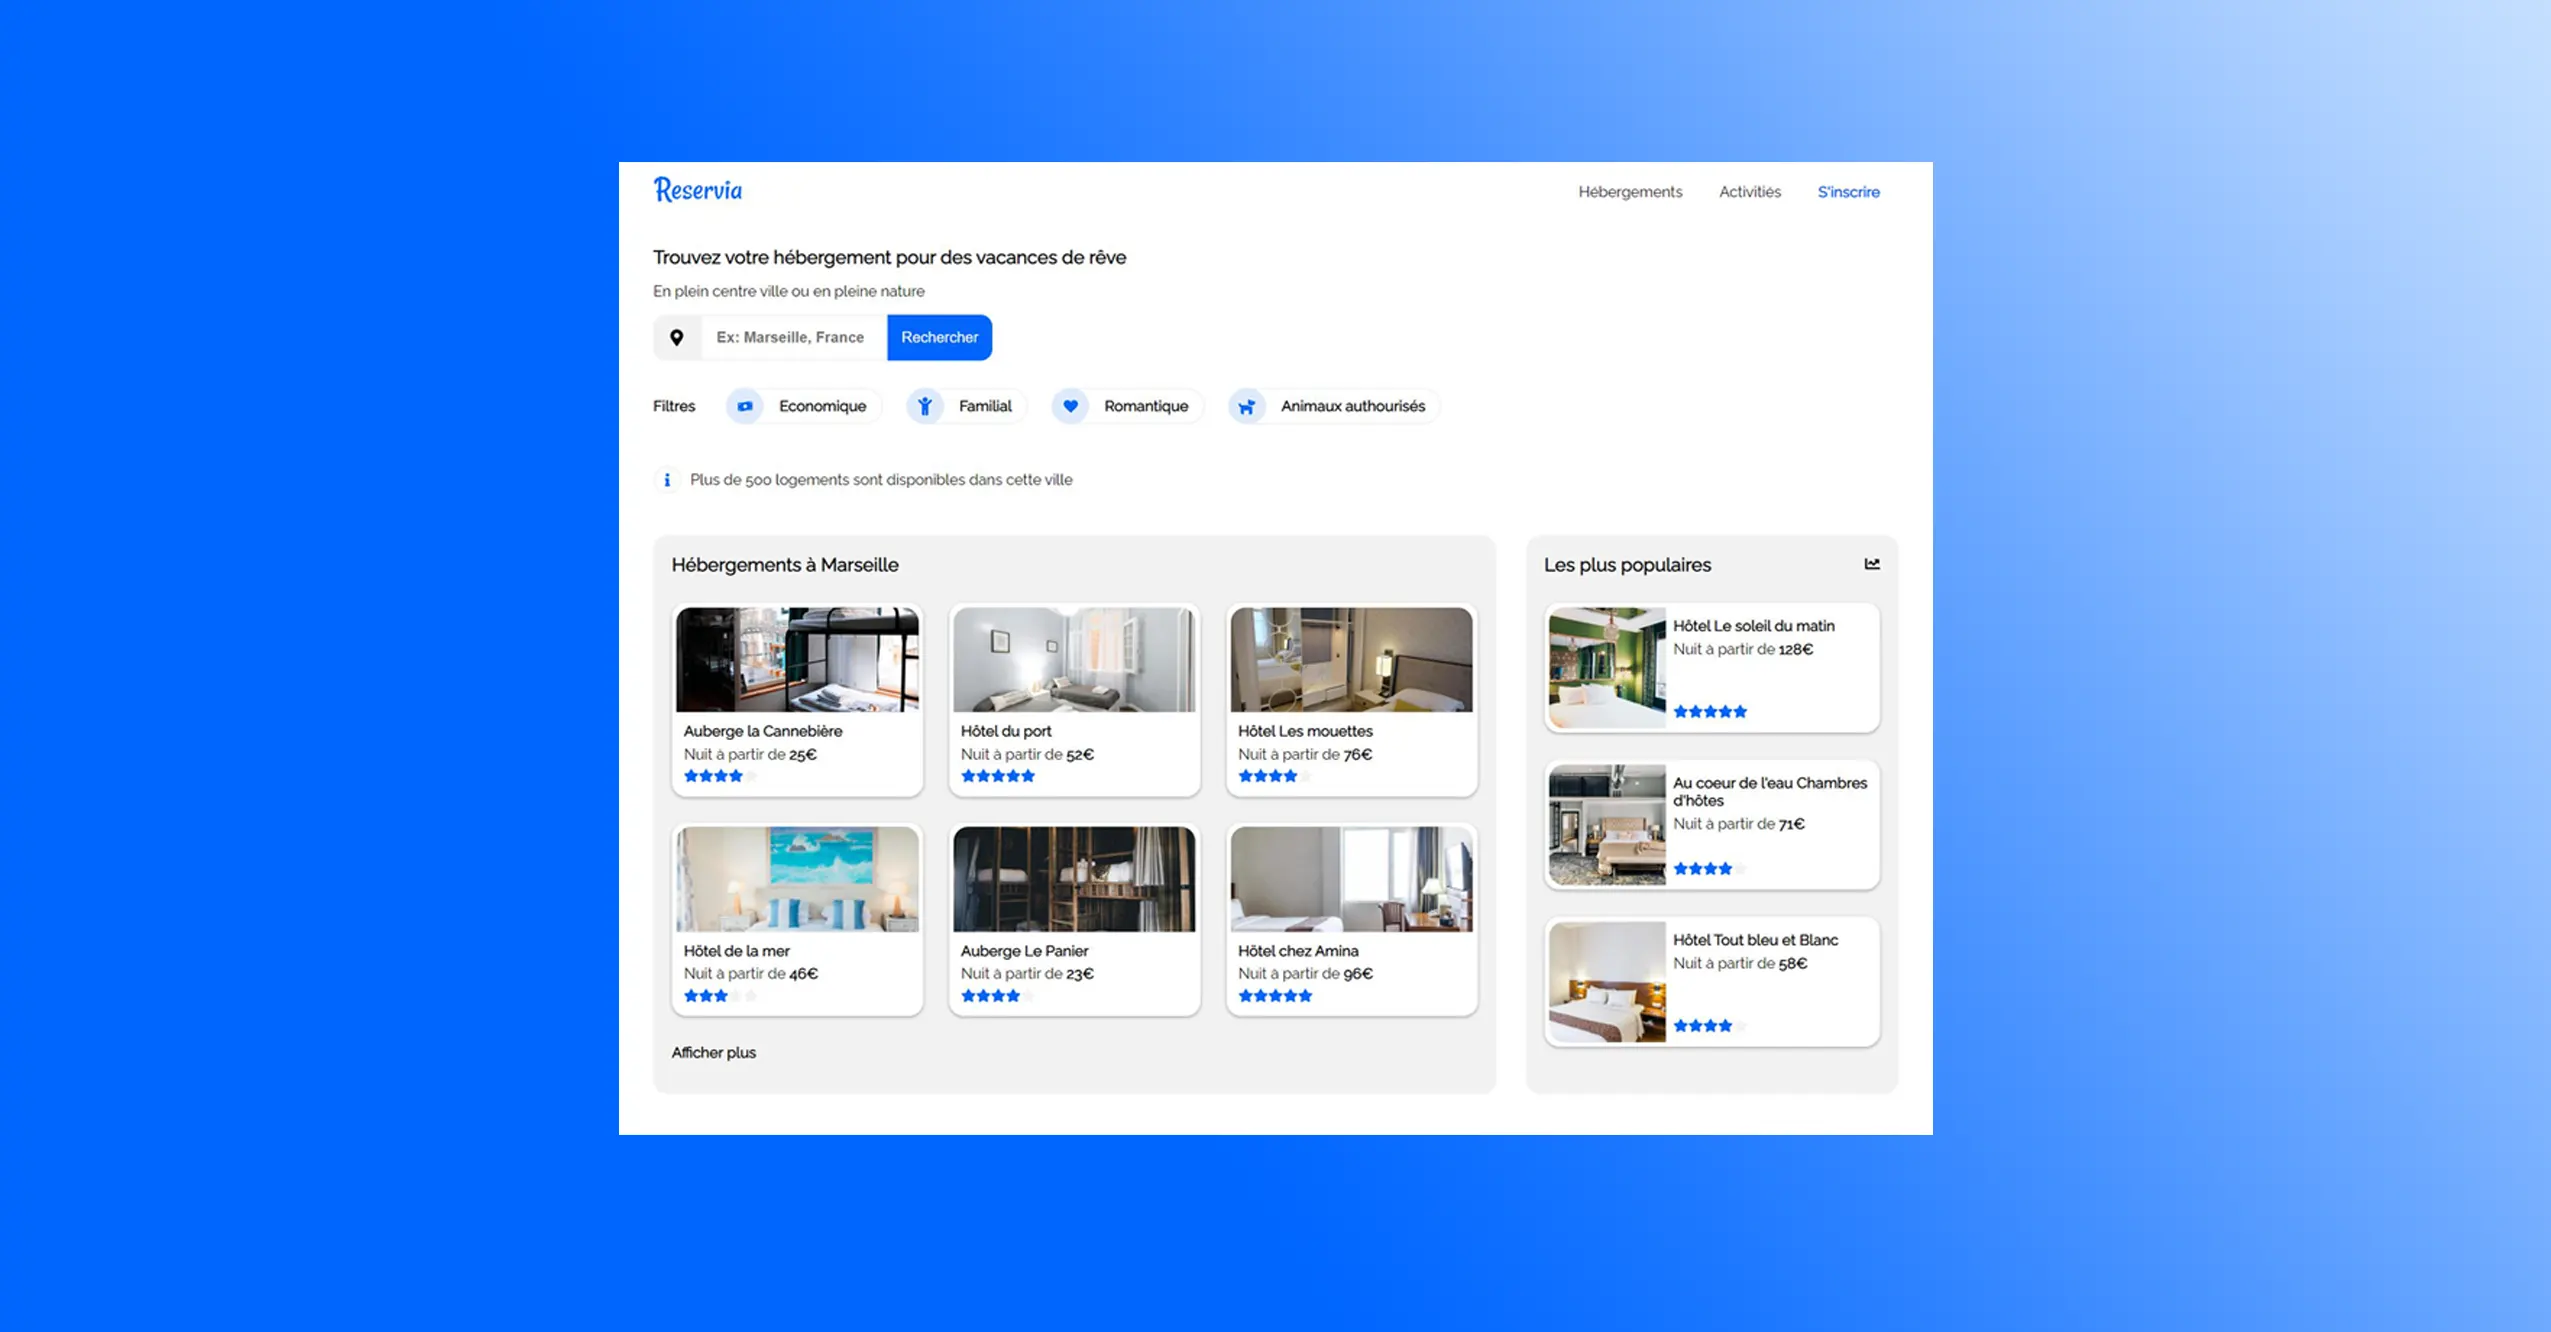 Reservia
Hébergements
Activitiés
S'inscrire
Trouvez votre hébergement pour des vacances de rêve
En plein centre ville ou en pleine nature
Ex: Marseille, France
Rechercher
Filtres
Economique
Familial
Romantique
Animaux authourisés
Plus de 500 logements sont disponibles dans cette ville
Hébergements à Marseille
Auberge la Cannebière
Nuit à partir de 25€
Hôtel du port
Nuit à partir de 52€
Hôtel Les mouettes
Nuit à partir de 76€
Hôtel de la mer
Nuit à partir de 46€
Auberge Le Panier
Nuit à partir de 23€
Hôtel chez Amina
Nuit à partir de 96€
Afficher plus
Les plus populaires
Hôtel Le soleil du matin
Nuit à partir de 128€
Au coeur de l'eau Chambres
d'hôtes
Nuit à partir de 71€
Hôtel Tout bleu et Blanc
Nuit à partir de 58€